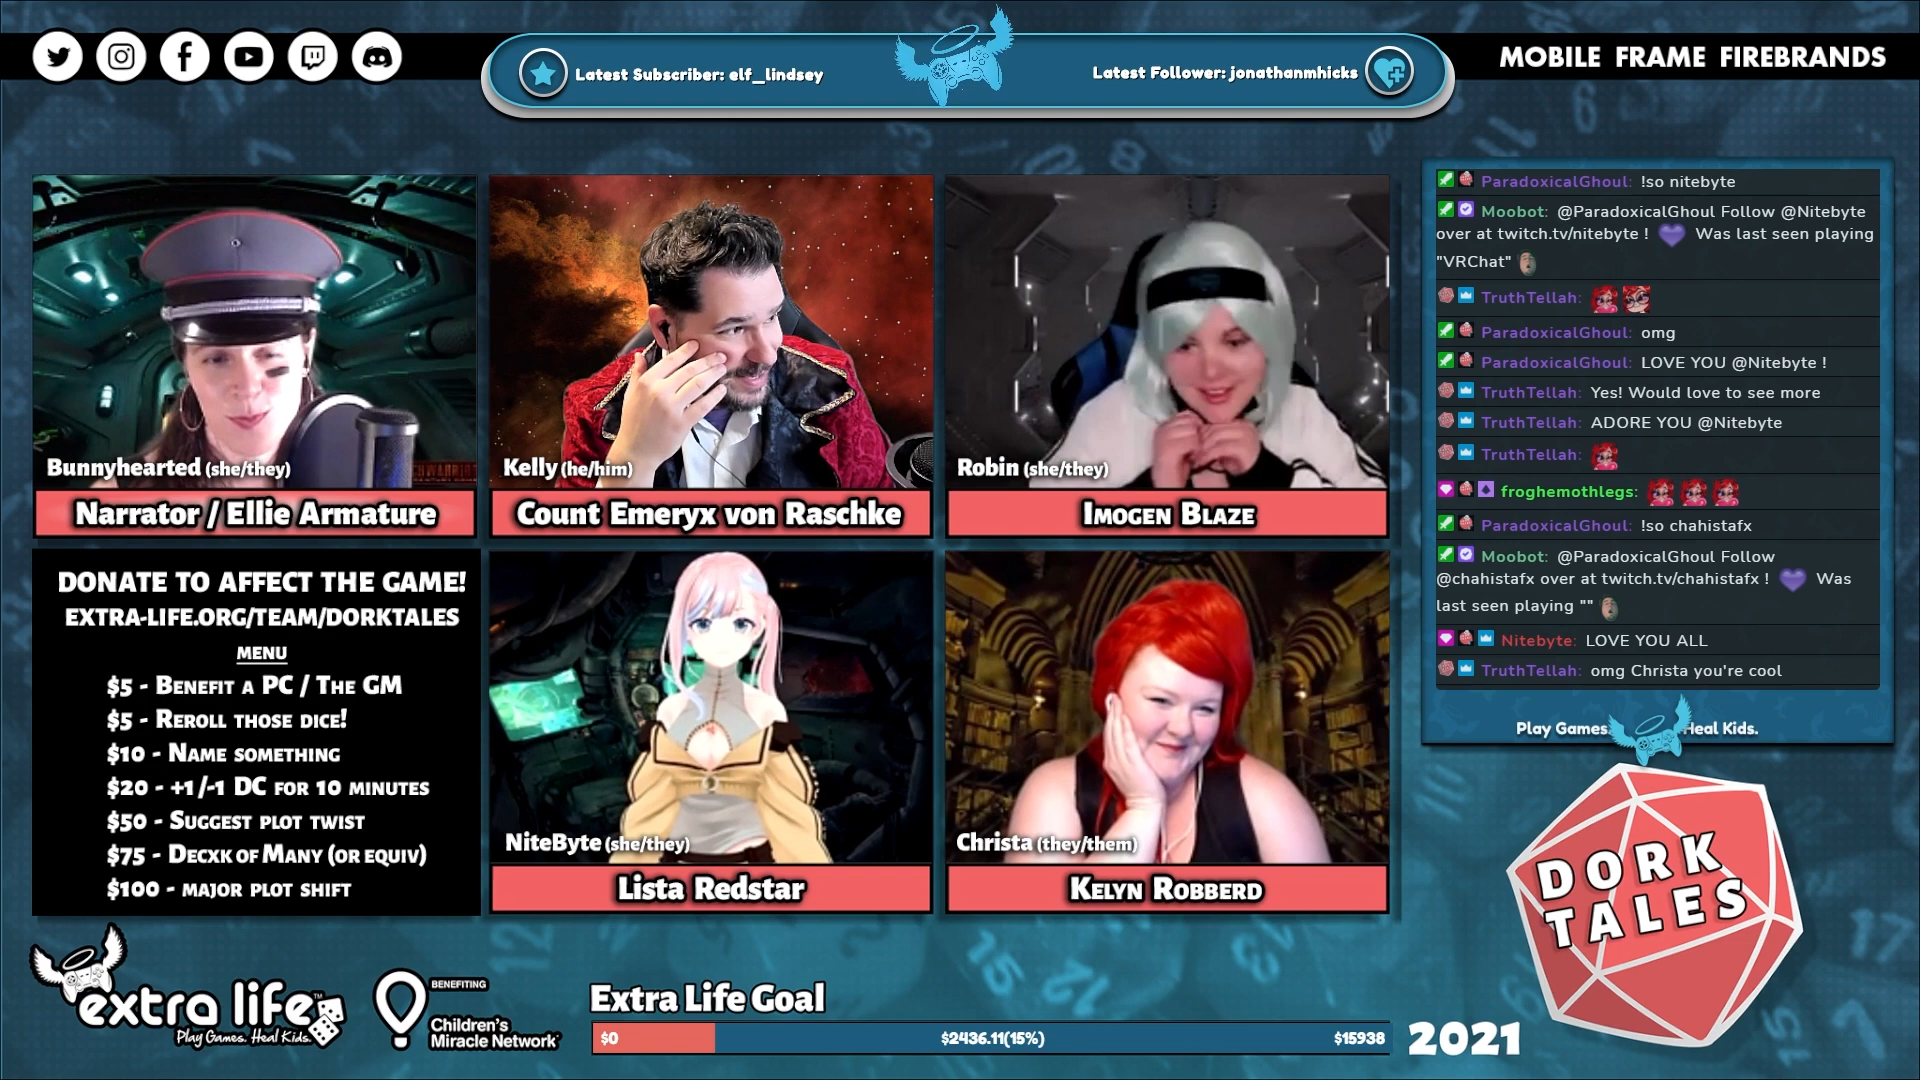 Latest Subscriber: elf_lindsey
Latest Follower: jonathanmhicks
MOBILE FRAME FIREBRANDS
Bunnyhearted (she/they)
Narrator / Ellie Armature
Kelly (he/him)
Count Emeryx von Raschke
Robin (she/they)
Imogen Blaze
DONATE TO AFFECT THE GAME!
EXTRA-LIFE.ORG/TEAM/DORKTALES
MENU
$5 - Benefit a PC / The GM
$5 - Reroll those dice!
$10 - Name something
$20 - +1/-1 DC for 10 minutes
$50 - Suggest plot twist
$75 - Decxk of Many (or equiv)
$100 - major plot shift
NiteByte (she/they)
Lista Redstar
Christa (they/them)
Kelyn Robberd
ParadoxicalGhoul: !so nitebyte
Moobot: @ParadoxicalGhoul Follow @Nitebyte
over at twitch.tv/nitebyte ! Was last seen playing
"VRChat"
TruthTellah:
ParadoxicalGhoul: omg
ParadoxicalGhoul: LOVE YOU @Nitebyte !
TruthTellah: Yes! Would love to see more
TruthTellah: ADORE YOU @Nitebyte
TruthTellah:
froghemothlegs:
ParadoxicalGhoul: !so chahistafx
Moobot: @ParadoxicalGhoul Follow
@chahistafx over at twitch.tv/chahistafx ! Was
last seen playing ""
Nitebyte: LOVE YOU ALL
TruthTellah: omg Christa you're cool
Play Games. Heal Kids.
DORK
TALES
extra life™
Play Games. Heal Kids.
BENEFITING
Children's
Miracle Network
Extra Life Goal
$0 $2436.11(15%) $15938
2021